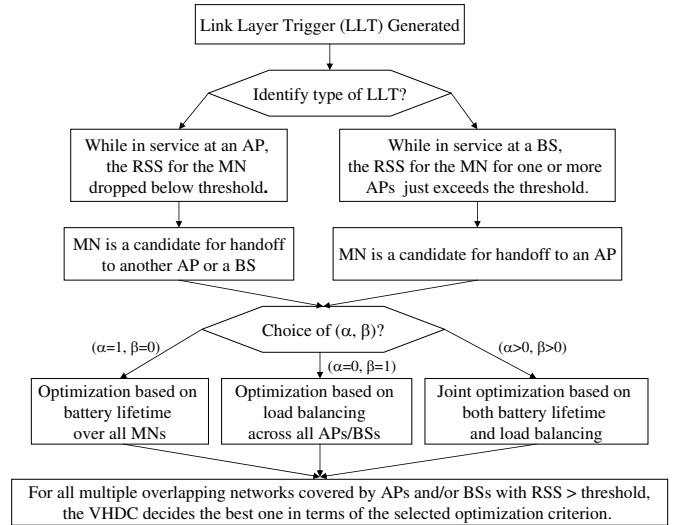 Link Layer Trigger (LLT) Generated
Identify type of LLT?
While in service at an AP,
the RSS for the MN
dropped below threshold.
While in service at a BS,
the RSS for the MN for one or more
APs just exceeds the threshold.
MN is a candidate for handoff
to another AP or a BS
MN is a candidate for handoff to an AP
Choice of (α, β)?
(α=1, β=0)
(α=0, β=1)
(α>0, β>0)
Optimization based on
battery lifetime
over all MNs
Optimization based on
load balancing
across all APs/BSs
Joint optimization based on
both battery lifetime
and load balancing
For all multiple overlapping networks covered by APs and/or BSs with RSS > threshold,
the VHDC decides the best one in terms of the selected optimization criterion.